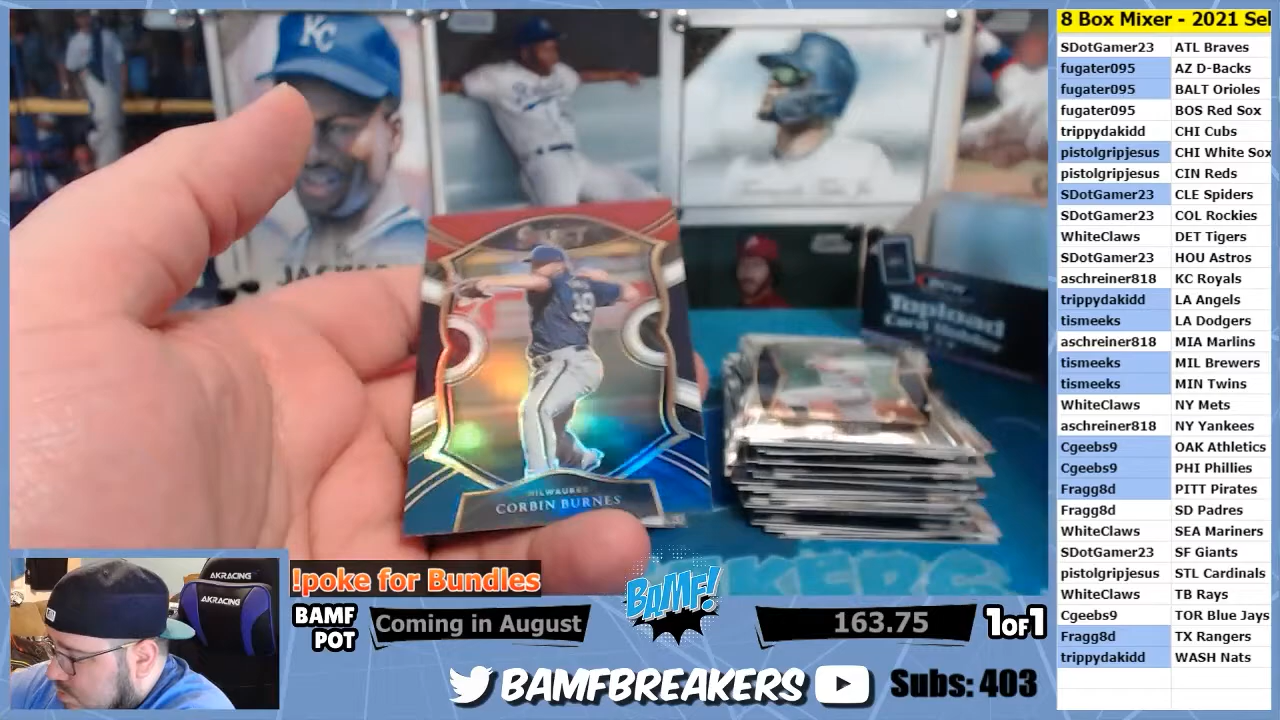 8 Box Mixer - 2021 Sel
SDotGamer23 ATL Braves
fugater095 AZ D-Backs
fugater095 BALT Orioles
fugater095 BOS Red Sox
trippydakidd CHI Cubs
pistolgripjesus CHI White Sox
pistolgripjesus CIN Reds
SDotGamer23 CLE Spiders
SDotGamer23 COL Rockies
WhiteClaws DET Tigers
SDotGamer23 HOU Astros
aschreiner818 KC Royals
trippydakidd LA Angels
tismeeks LA Dodgers
aschreiner818 MIA Marlins
tismeeks MIL Brewers
tismeeks MIN Twins
WhiteClaws NY Mets
aschreiner818 NY Yankees
Cgeebs9 OAK Athletics
Cgeebs9 PHI Phillies
Fragg8d PITT Pirates
Fragg8d SD Padres
WhiteClaws SEA Mariners
SDotGamer23 SF Giants
pistolgripjesus STL Cardinals
WhiteClaws TB Rays
Cgeebs9 TOR Blue Jays
Fragg8d TX Rangers
trippydakidd WASH Nats
KC
SELECT
39
MILWAUKEE
CORBIN BURNES
Topload
Card Holder
AKRACING
AKRACING
!poke for Bundles
BAMF
POT
Coming in August
BAMF!
163.75
1OF1
BAMFBREAKERS
Subs: 403